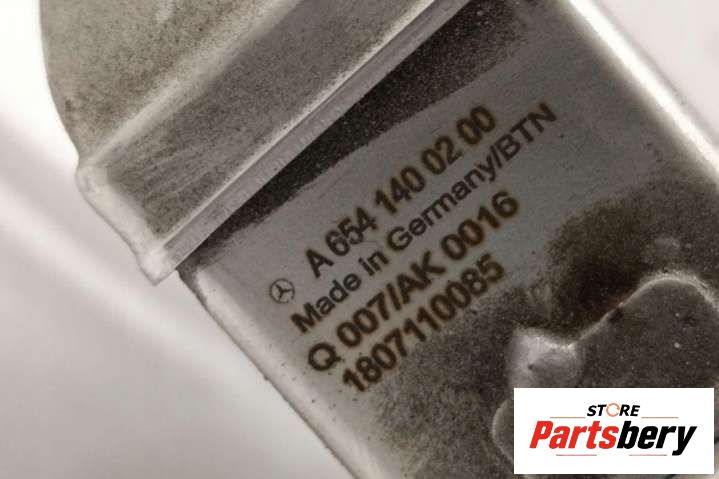 A 654 140 02 00
Made in Germany/BTN
Q 007/AK 0016
1807110085
STORE
Partsbery